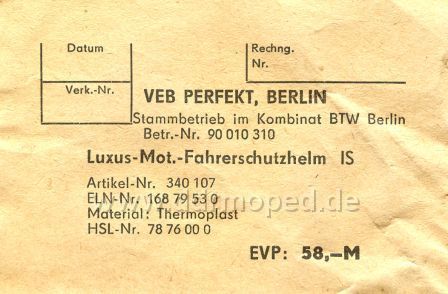 Datum
Rechng.
Nr.
Verk.-Nr.
VEB PERFEKT, BERLIN
Stammbetrieb im Kombinat BTW Berlin
Betr.-Nr. 90 010 310
Luxus-Mot.-Fahrerschutzhelm IS
Artikel-Nr. 340 107
ELN-Nr. 168 79 53 0
Material: Thermoplast
HSL-Nr. 78 76 00 0
EVP: 58,–M